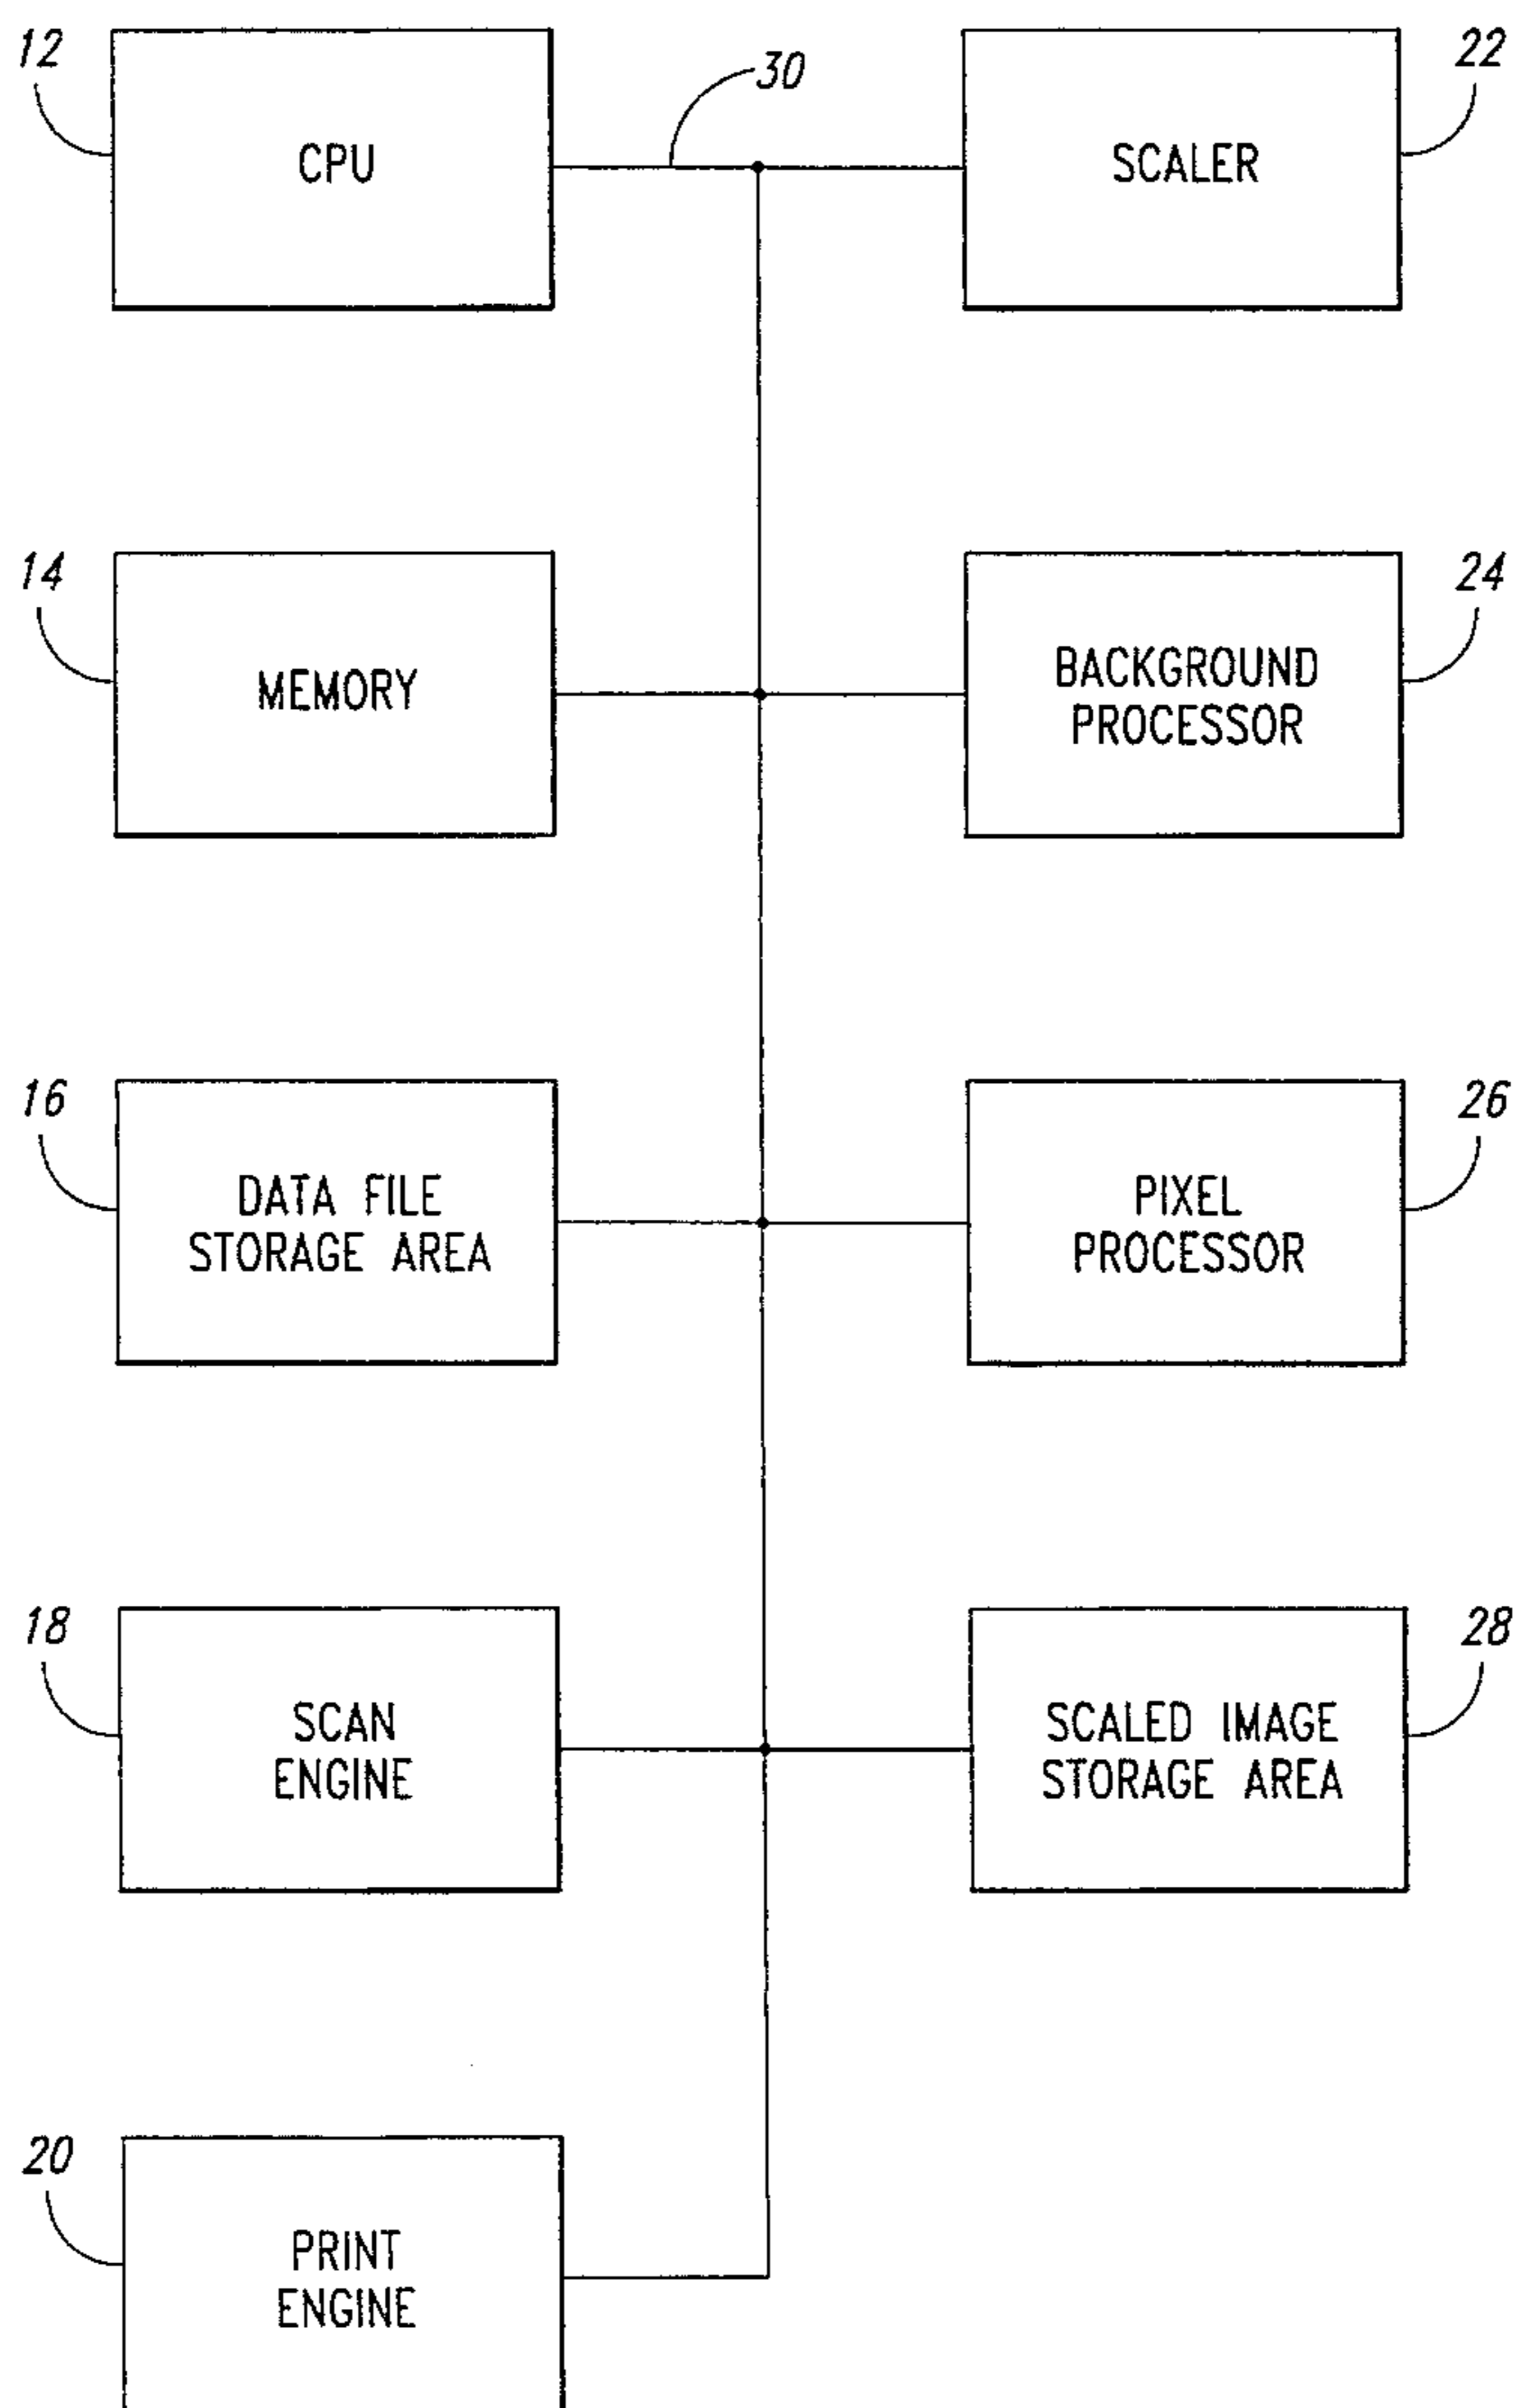 12
CPU
30
SCALER
22
14
MEMORY
BACKGROUND
PROCESSOR
24
16
DATA FILE
STORAGE AREA
PIXEL
PROCESSOR
26
18
SCAN
ENGINE
SCALED IMAGE
STORAGE AREA
28
20
PRINT
ENGINE